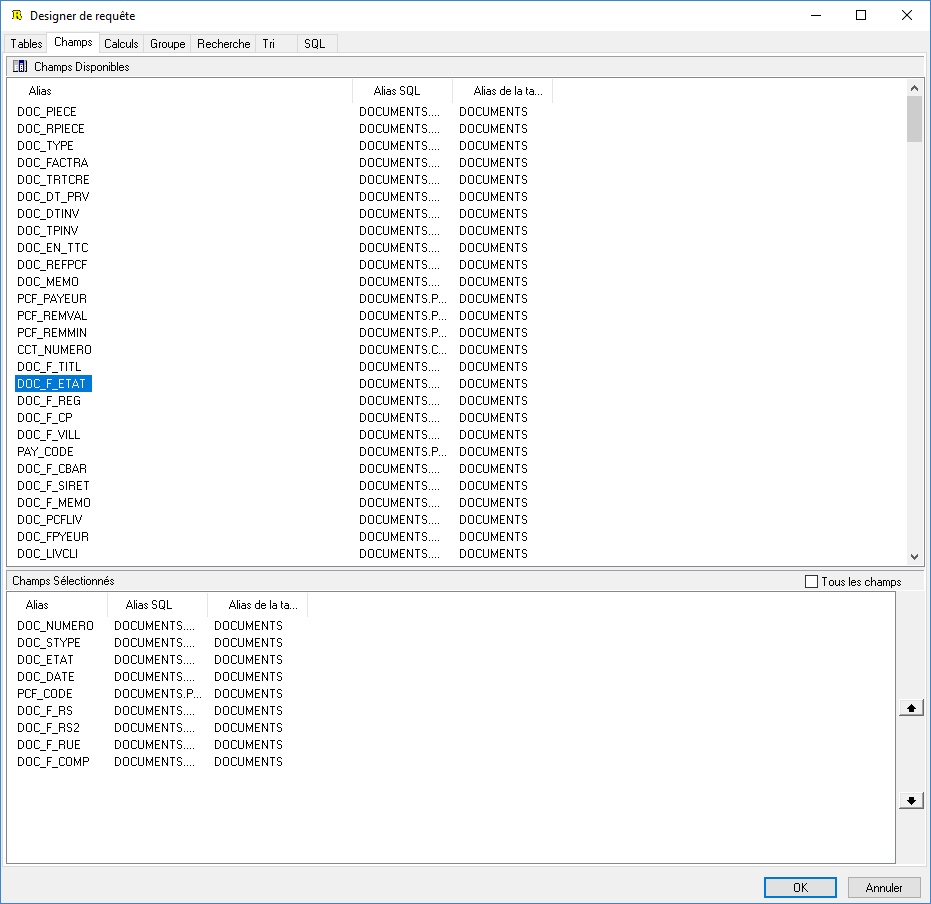 Designer de requête
Tables Champs Calculs Groupe Recherche Tri SQL
Champs Disponibles
Alias Alias SQL Alias de la ta...
DOC_PIECE DOCUMENTS.... DOCUMENTS
DOC_RPIECE DOCUMENTS.... DOCUMENTS
DOC_TYPE DOCUMENTS.... DOCUMENTS
DOC_FACTRA DOCUMENTS.... DOCUMENTS
DOC_TRTCRE DOCUMENTS.... DOCUMENTS
DOC_DT_PRV DOCUMENTS.... DOCUMENTS
DOC_DTINV DOCUMENTS.... DOCUMENTS
DOC_TPINV DOCUMENTS.... DOCUMENTS
DOC_EN_TTC DOCUMENTS.... DOCUMENTS
DOC_REFPCF DOCUMENTS.... DOCUMENTS
DOC_MEMO DOCUMENTS.... DOCUMENTS
PCF_PAYEUR DOCUMENTS.P... DOCUMENTS
PCF_REMVAL DOCUMENTS.P... DOCUMENTS
PCF_REMMIN DOCUMENTS.P... DOCUMENTS
CCT_NUMERO DOCUMENTS.C... DOCUMENTS
DOC_F_TITL DOCUMENTS.... DOCUMENTS
DOC_F_ETAT DOCUMENTS.... DOCUMENTS
DOC_F_REG DOCUMENTS.... DOCUMENTS
DOC_F_CP DOCUMENTS.... DOCUMENTS
DOC_F_VILL DOCUMENTS.... DOCUMENTS
PAY_CODE DOCUMENTS.P... DOCUMENTS
DOC_F_CBAR DOCUMENTS.... DOCUMENTS
DOC_F_SIRET DOCUMENTS.... DOCUMENTS
DOC_F_MEMO DOCUMENTS.... DOCUMENTS
DOC_PCFLIV DOCUMENTS.... DOCUMENTS
DOC_FPYEUR DOCUMENTS.... DOCUMENTS
DOC_LIVCLI DOCUMENTS.... DOCUMENTS
Champs Sélectionnés Tous les champs
Alias Alias SQL Alias de la ta...
DOC_NUMERO DOCUMENTS.... DOCUMENTS
DOC_STYPE DOCUMENTS.... DOCUMENTS
DOC_ETAT DOCUMENTS.... DOCUMENTS
DOC_DATE DOCUMENTS.... DOCUMENTS
PCF_CODE DOCUMENTS.P... DOCUMENTS
DOC_F_RS DOCUMENTS.... DOCUMENTS
DOC_F_RS2 DOCUMENTS.... DOCUMENTS
DOC_F_RUE DOCUMENTS.... DOCUMENTS
DOC_F_COMP DOCUMENTS.... DOCUMENTS
OK Annuler